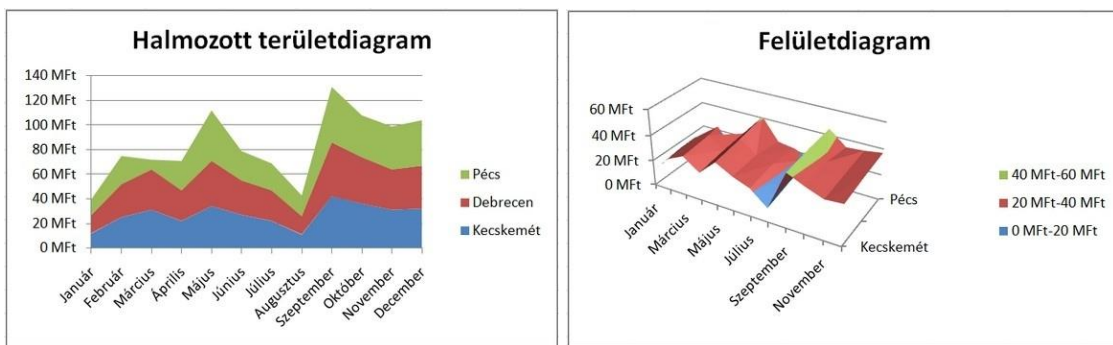 Halmozott területdiagram
140 MFt
120 MFt
100 MFt
80 MFt
60 MFt
40 MFt
20 MFt
0 MFt
Január
Február
Március
Április
Május
Június
Július
Augusztus
Szeptember
Október
November
December
Pécs
Debrecen
Kecskemét
Felületdiagram
60 MFt
40 MFt
20 MFt
0 MFt
Január
Március
Május
Július
Szeptember
November
Pécs
Kecskemét
40 MFt-60 MFt
20 MFt-40 MFt
0 MFt-20 MFt